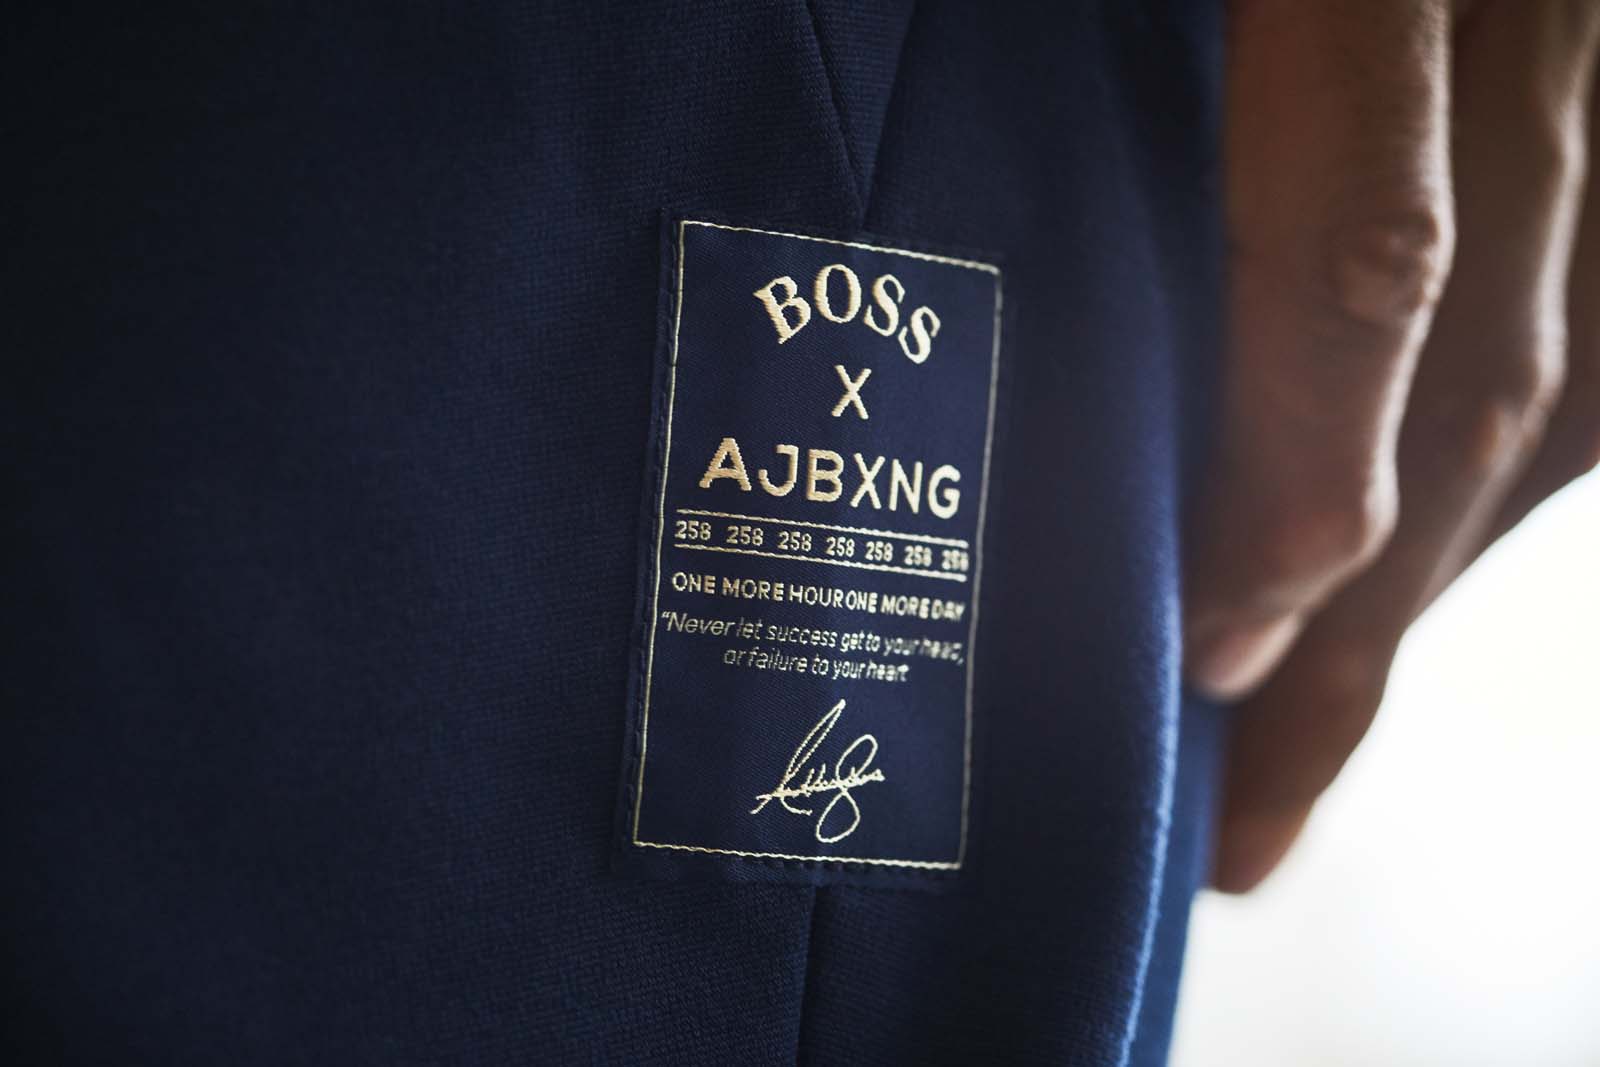 BOSS
X
AJBXNG
258 258 258 258 258 258 258
ONE MORE HOUR ONE MORE DAY
"Never let success get to your head,
or failure to your heart